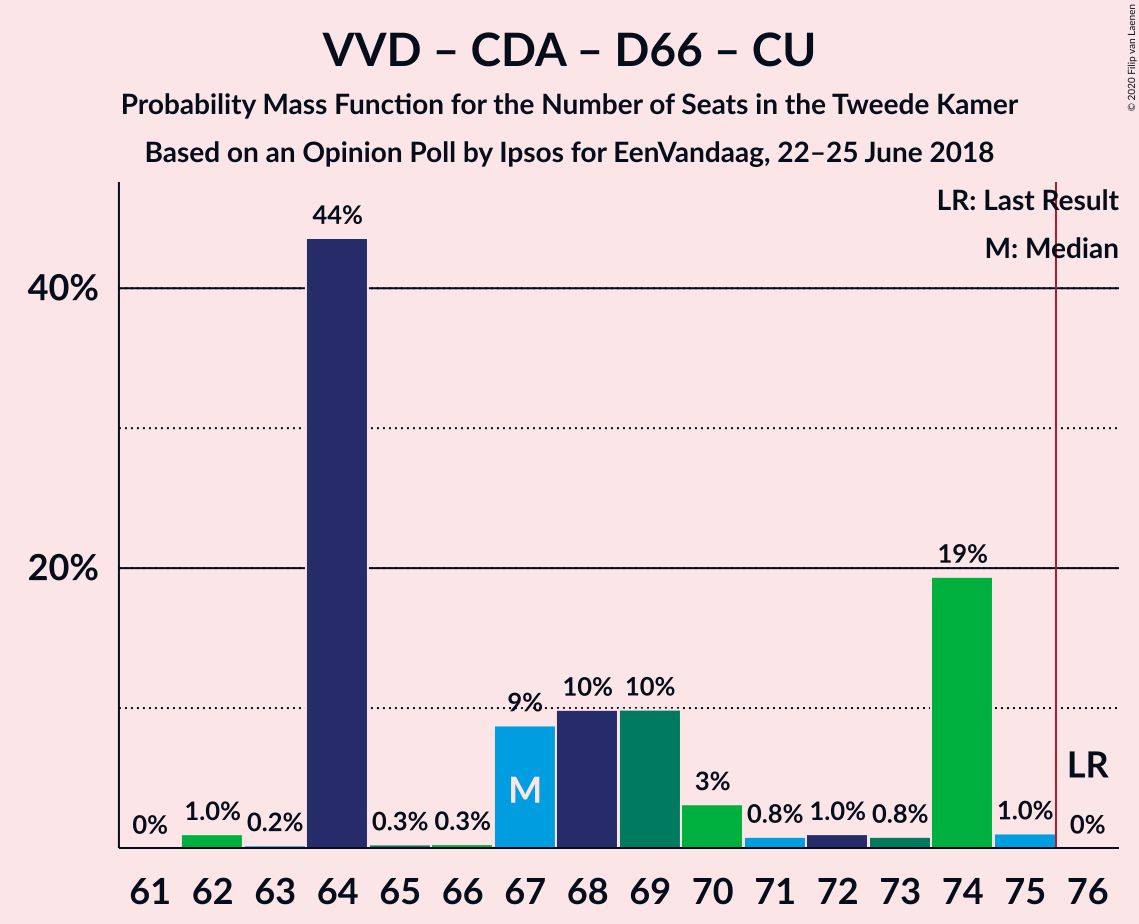 VVD – CDA – D66 – CU
Probability Mass Function for the Number of Seats in the Tweede Kamer
Based on an Opinion Poll by Ipsos for EenVandaag, 22–25 June 2018
© 2020 Filip van Laenen
LR: Last Result
M: Median
40%
20%
0%
1.0%
0.2%
44%
0.3%
0.3%
9%
10%
10%
3%
0.8%
1.0%
0.8%
19%
1.0%
0%
M
LR
61 62 63 64 65 66 67 68 69 70 71 72 73 74 75 76